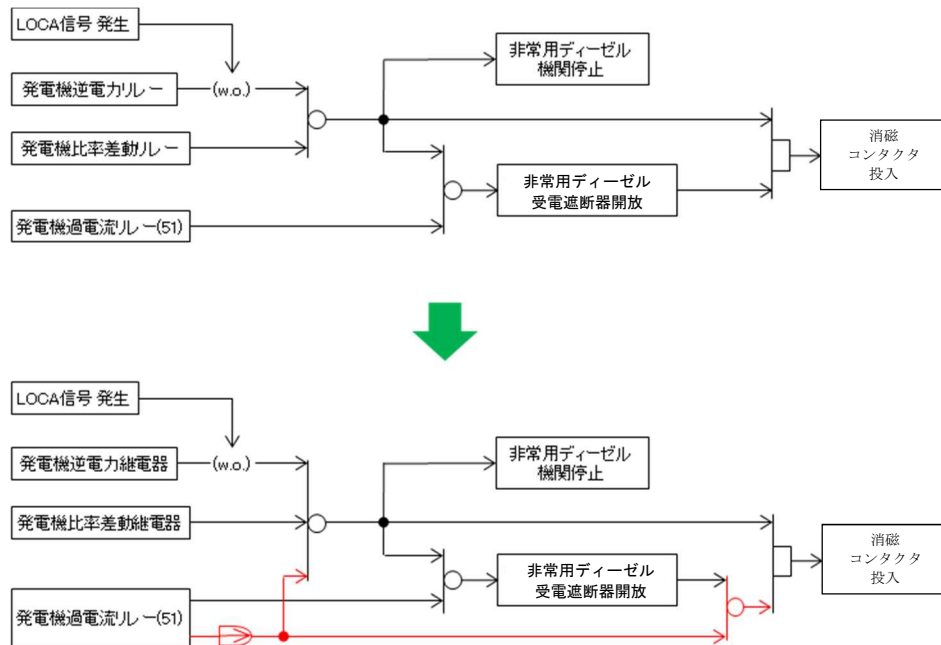 LOCA信号 発生
発電機逆電力リレー
(w.o.)
発電機比率差動リレー
発電機過電流リレー(51)
非常用ディーゼル
機関停止
非常用ディーゼル
受電遮断器開放
消磁
コンタクタ
投入
LOCA信号 発生
発電機逆電力継電器
(w.o.)
発電機比率差動継電器
発電機過電流リレー(51)
非常用ディーゼル
機関停止
非常用ディーゼル
受電遮断器開放
消磁
コンタクタ
投入